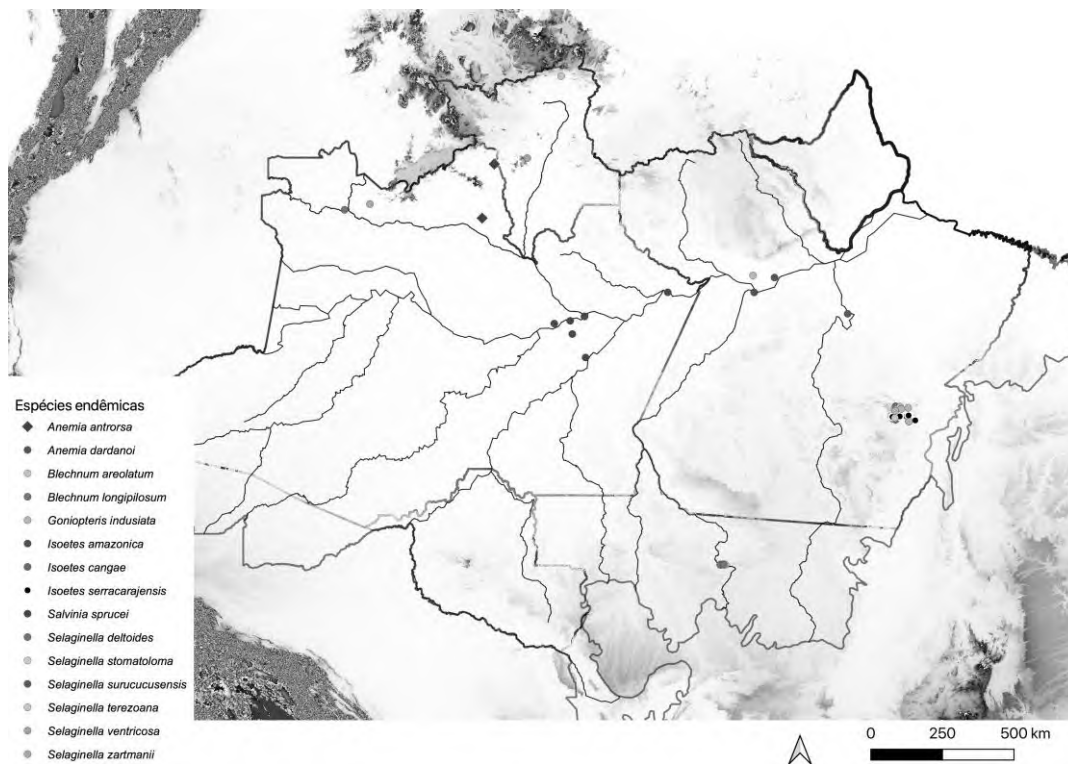 Espécies endêmicas
Anemia antrorsa
Anemia dardanoi
Blechnum areolatum
Blechnum longipilosum
Goniopteris indusiata
Isoetes amazonica
Isoetes cangae
Isoetes serracarajensis
Salvinia sprucei
Selaginella deltoides
Selaginella stomatoloma
Selaginella surucucusensis
Selaginella terezoana
Selaginella ventricosa
Selaginella zartmanii
0 250 500 km